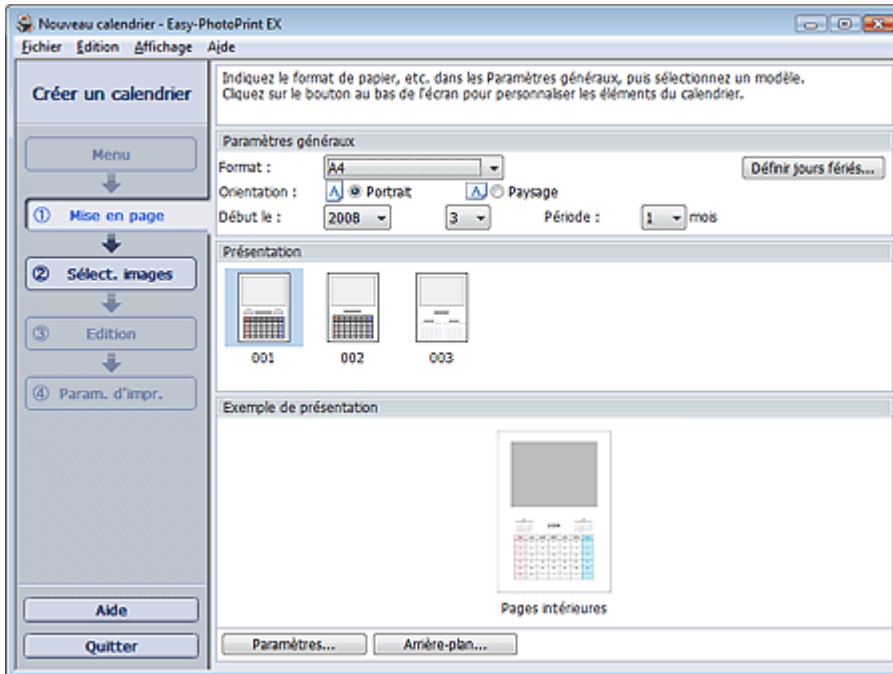 Nouveau calendrier - Easy-PhotoPrint EX
Fichier Édition Affichage Aide
Créer un calendrier
Indiquez le format de papier, etc. dans les Paramètres généraux, puis sélectionnez un modèle.
Cliquez sur le bouton au bas de l'écran pour personnaliser les éléments du calendrier.
Menu
① Mise en page
② Sélect. images
③ Edition
④ Param. d'impr.
Aide
Quitter
Paramètres généraux
Format : A4 Définir jours fériés...
Orientation : A Portrait A Paysage
Début le : 2008 3 Période : 1 mois
Présentation
001 002 003
Exemple de présentation
Pages intérieures
Paramètres... Arrière-plan...